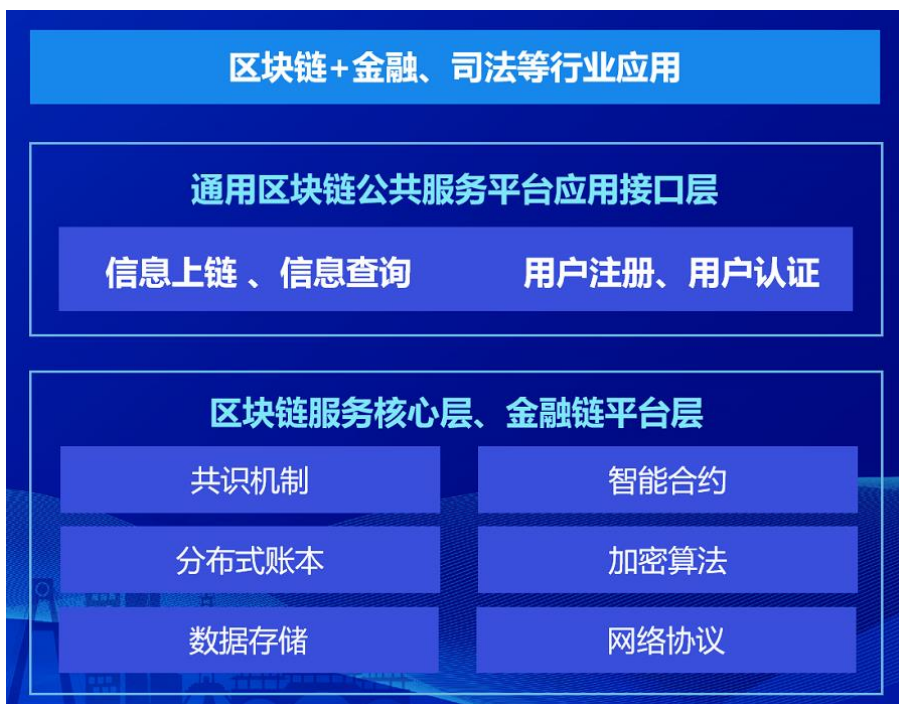 区块链+金融、司法等行业应用
通用区块链公共服务平台应用接口层
信息上链 、信息查询 用户注册、用户认证
区块链服务核心层、金融链平台层
共识机制 智能合约
分布式账本 加密算法
数据存储 网络协议